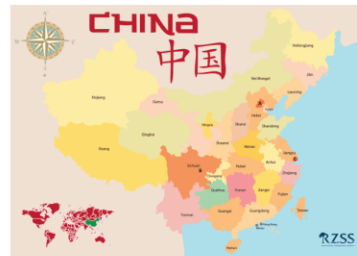 CHINA
中国
Heilongjiang
Jilin
Liaoning
Nei Mongol
Xinjiang
Gansu
Hebei
Shanxi
Shandong
Ningxia
Qinghai
Shaanxi
Henan
Jiangsu
Xizang
Anhui
Sichuan
Hubei
Chongqing
Zhejiang
Guizhou
Hunan
Jiangxi
Fujian
Yunnan
Guangxi
Guangdong
Taiwan
Hainan
RZSS